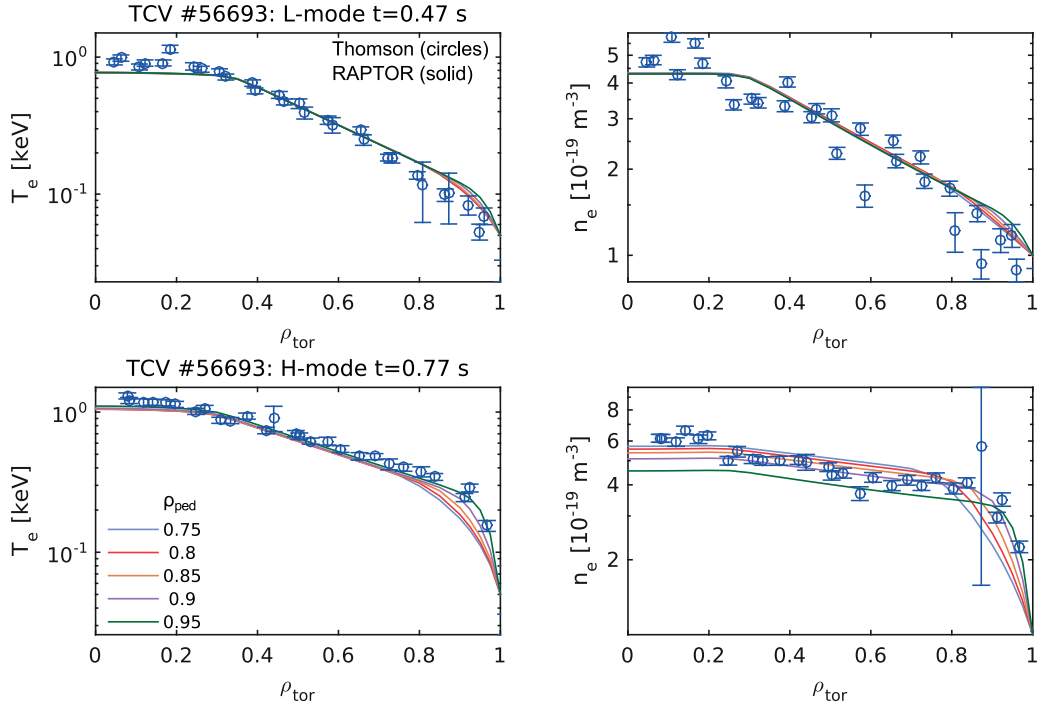 TCV #56693: L-mode t=0.47 s
Thomson (circles)
RAPTOR (solid)
T_e [keV]
10^0
10^-1
0 0.2 0.4 0.6 0.8 1
ρ_tor
n_e [10^-19 m^-3]
5
4
3
2
1
0 0.2 0.4 0.6 0.8 1
ρ_tor
TCV #56693: H-mode t=0.77 s
T_e [keV]
10^0
10^-1
ρ_ped
0.75
0.8
0.85
0.9
0.95
0 0.2 0.4 0.6 0.8 1
ρ_tor
n_e [10^-19 m^-3]
8
6
4
2
0 0.2 0.4 0.6 0.8 1
ρ_tor